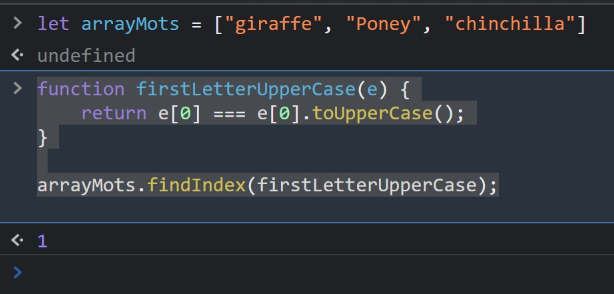 > let arrayMots = ["giraffe", "Poney", "chinchilla"]
< undefined
> function firstLetterUpperCase(e) {
    return e[0] === e[0].toUpperCase();
}

arrayMots.findIndex(firstLetterUpperCase);
< 1
>